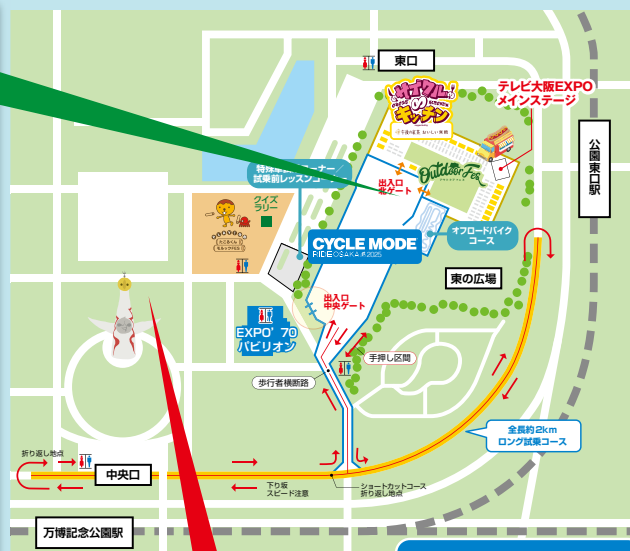 東口
テレビ大阪EXPO
メインステージ
サイクル
の
キッチン
公園東口駅
特殊車
ーナー
試乗前レッスンコー
出入口
北ゲート
Outdoor Fes
クイズ
ラリー
オフロードバイク
コース
CYCLE MODE
RIDE OSAKA 2025
東の広場
出入口
中央ゲート
EXPO'70
パビリオン
手押し区間
歩行者横断路
全長約2km
ロング試乗コース
折り返し地点
中央口
下り坂
スピード注意
ショートカットコース
折り返し地点
万博記念公園駅